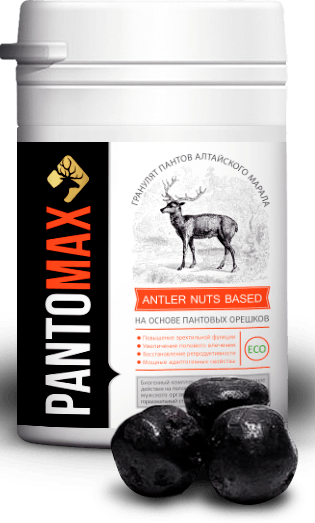 PANTOMAX
ГРАНУЛЯТ ПАНТОВ АЛТАЙСКОГО МАРАЛА
ANTLER NUTS BASED
НА ОСНОВЕ ПАНТОВЫХ ОРЕШКОВ
Повышение эректильной функции
Увеличение полового влечения
Восстановление репродуктивности
Мощные адаптогенные свойства
ECO